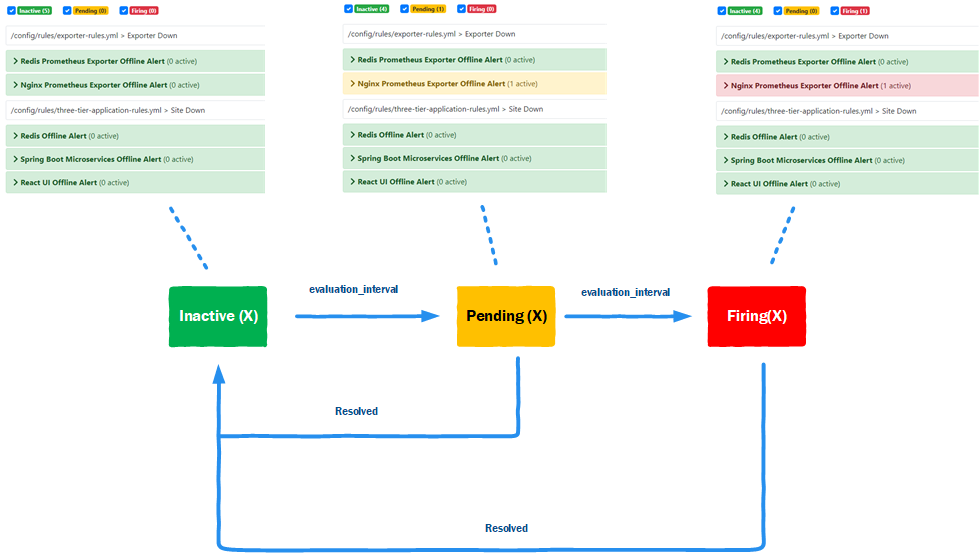 Inactive (5) Pending (0) Firing (0)
/config/rules/exporter-rules.yml > Exporter Down
Redis Prometheus Exporter Offline Alert (0 active)
Nginx Prometheus Exporter Offline Alert (0 active)
/config/rules/three-tier-application-rules.yml > Site Down
Redis Offline Alert (0 active)
Spring Boot Microservices Offline Alert (0 active)
React UI Offline Alert (0 active)
Inactive (4) Pending (1) Firing (0)
/config/rules/exporter-rules.yml > Exporter Down
Redis Prometheus Exporter Offline Alert (0 active)
Nginx Prometheus Exporter Offline Alert (1 active)
/config/rules/three-tier-application-rules.yml > Site Down
Redis Offline Alert (0 active)
Spring Boot Microservices Offline Alert (0 active)
React UI Offline Alert (0 active)
Inactive (4) Pending (0) Firing (1)
/config/rules/exporter-rules.yml > Exporter Down
Redis Prometheus Exporter Offline Alert (0 active)
Nginx Prometheus Exporter Offline Alert (1 active)
/config/rules/three-tier-application-rules.yml > Site Down
Redis Offline Alert (0 active)
Spring Boot Microservices Offline Alert (0 active)
React UI Offline Alert (0 active)
Inactive (X)
evaluation_interval
Pending (X)
evaluation_interval
Firing(X)
Resolved
Resolved